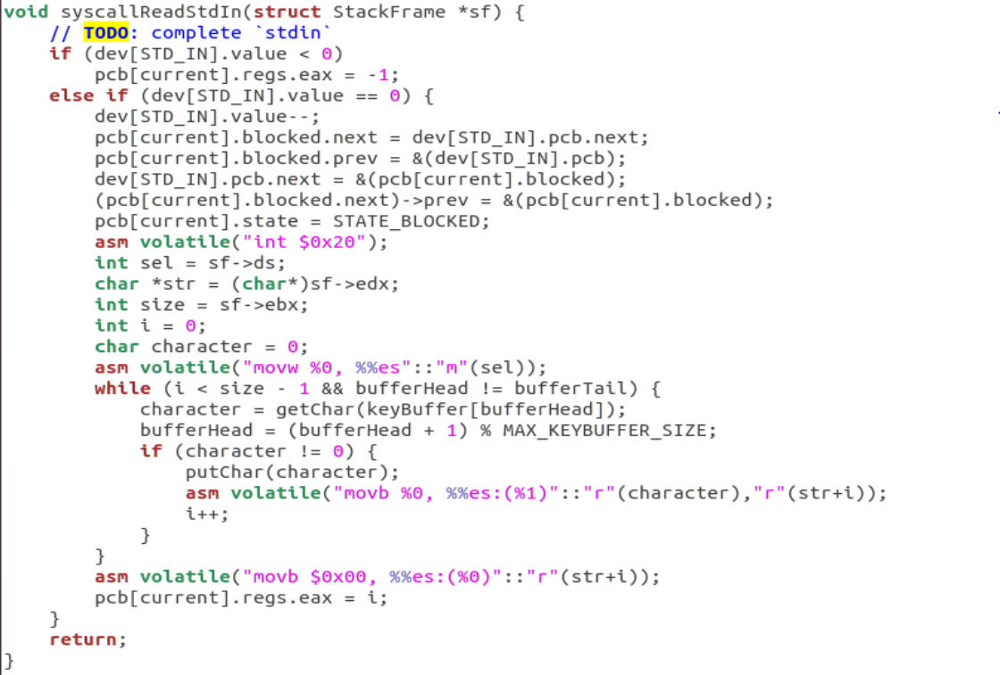 void syscallReadStdIn(struct StackFrame *sf) {
    // TODO: complete `stdin`
    if (dev[STD_IN].value < 0)
        pcb[current].regs.eax = -1;
    else if (dev[STD_IN].value == 0) {
        dev[STD_IN].value--;
        pcb[current].blocked.next = dev[STD_IN].pcb.next;
        pcb[current].blocked.prev = &(dev[STD_IN].pcb);
        dev[STD_IN].pcb.next = &(pcb[current].blocked);
        (pcb[current].blocked.next)->prev = &(pcb[current].blocked);
        pcb[current].state = STATE_BLOCKED;
        asm volatile("int $0x20");
        int sel = sf->ds;
        char *str = (char*)sf->edx;
        int size = sf->ebx;
        int i = 0;
        char character = 0;
        asm volatile("movw %0, %%es"::"m"(sel));
        while (i < size - 1 && bufferHead != bufferTail) {
            character = getChar(keyBuffer[bufferHead]);
            bufferHead = (bufferHead + 1) % MAX_KEYBUFFER_SIZE;
            if (character != 0) {
                putChar(character);
                asm volatile("movb %0, %%es:(%1)"::"r"(character),"r"(str+i));
                i++;
            }
        }
        asm volatile("movb $0x00, %%es:(%0)"::"r"(str+i));
        pcb[current].regs.eax = i;
    }
    return;
}